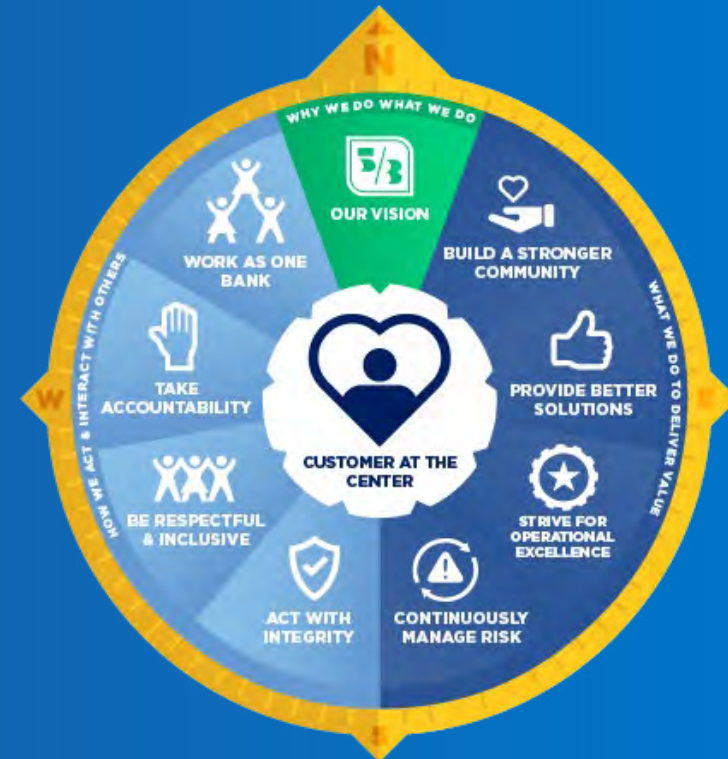 N
WHY WE DO WHAT WE DO
5/3
OUR VISION
BUILD A STRONGER
COMMUNITY
PROVIDE BETTER
SOLUTIONS
STRIVE FOR
OPERATIONAL
EXCELLENCE
CONTINUOUSLY
MANAGE RISK
WHAT WE DO TO DELIVER VALUE
E
S
ACT WITH
INTEGRITY
BE RESPECTFUL
& INCLUSIVE
TAKE
ACCOUNTABILITY
WORK AS ONE
BANK
HOW WE ACT & INTERACT WITH OTHERS
W
CUSTOMER AT THE
CENTER